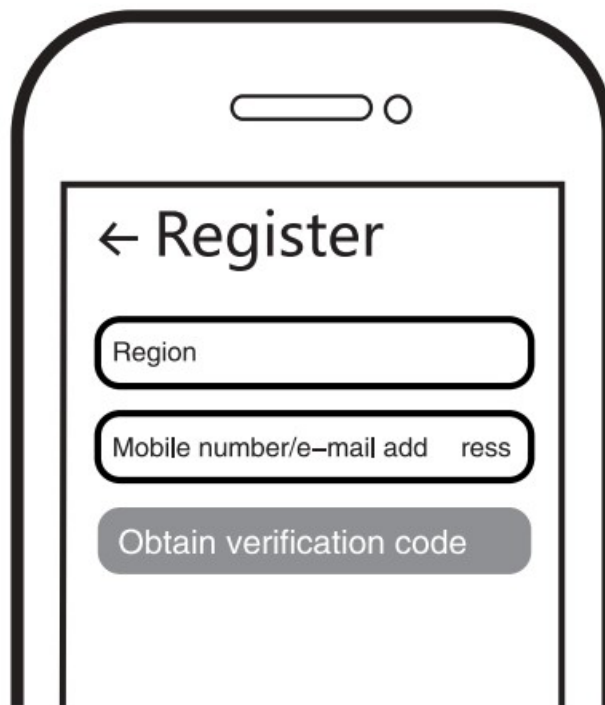 ← Register
Region
Mobile number/e–mail add ress
Obtain verification code